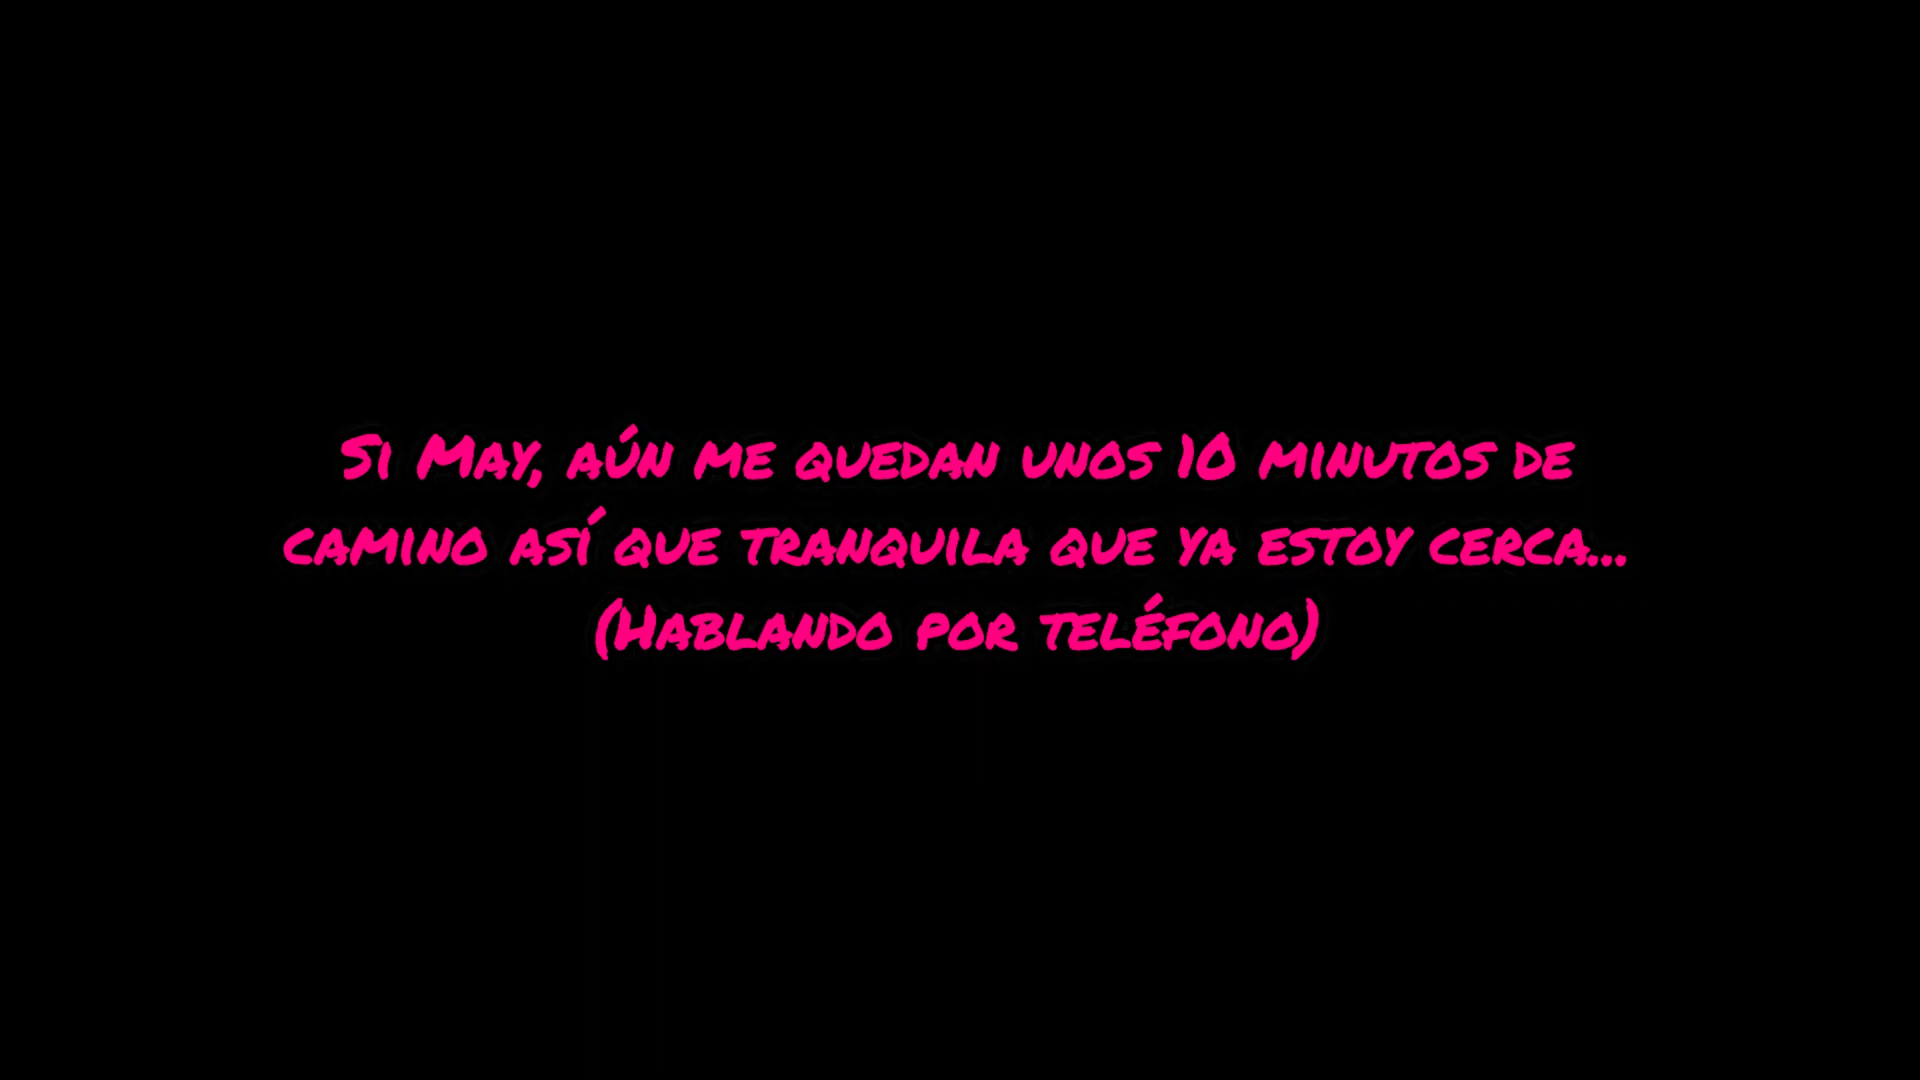 Si May, aún me quedan unos 10 minutos de
camino así que tranquila que ya estoy cerca...
(Hablando por teléfono)